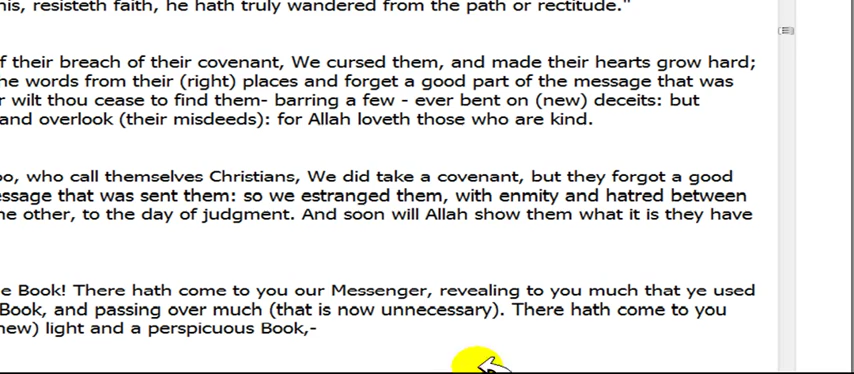 his, resisteth faith, he hath truly wandered from the path or rectitude."
f their breach of their covenant, We cursed them, and made their hearts grow hard;
he words from their (right) places and forget a good part of the message that was
r wilt thou cease to find them- barring a few - ever bent on (new) deceits: but
and overlook (their misdeeds): for Allah loveth those who are kind.
oo, who call themselves Christians, We did take a covenant, but they forgot a good
essage that was sent them: so we estranged them, with enmity and hatred between
he other, to the day of judgment. And soon will Allah show them what it is they have
e Book! There hath come to you our Messenger, revealing to you much that ye used
Book, and passing over much (that is now unnecessary). There hath come to you
new) light and a perspicuous Book,-